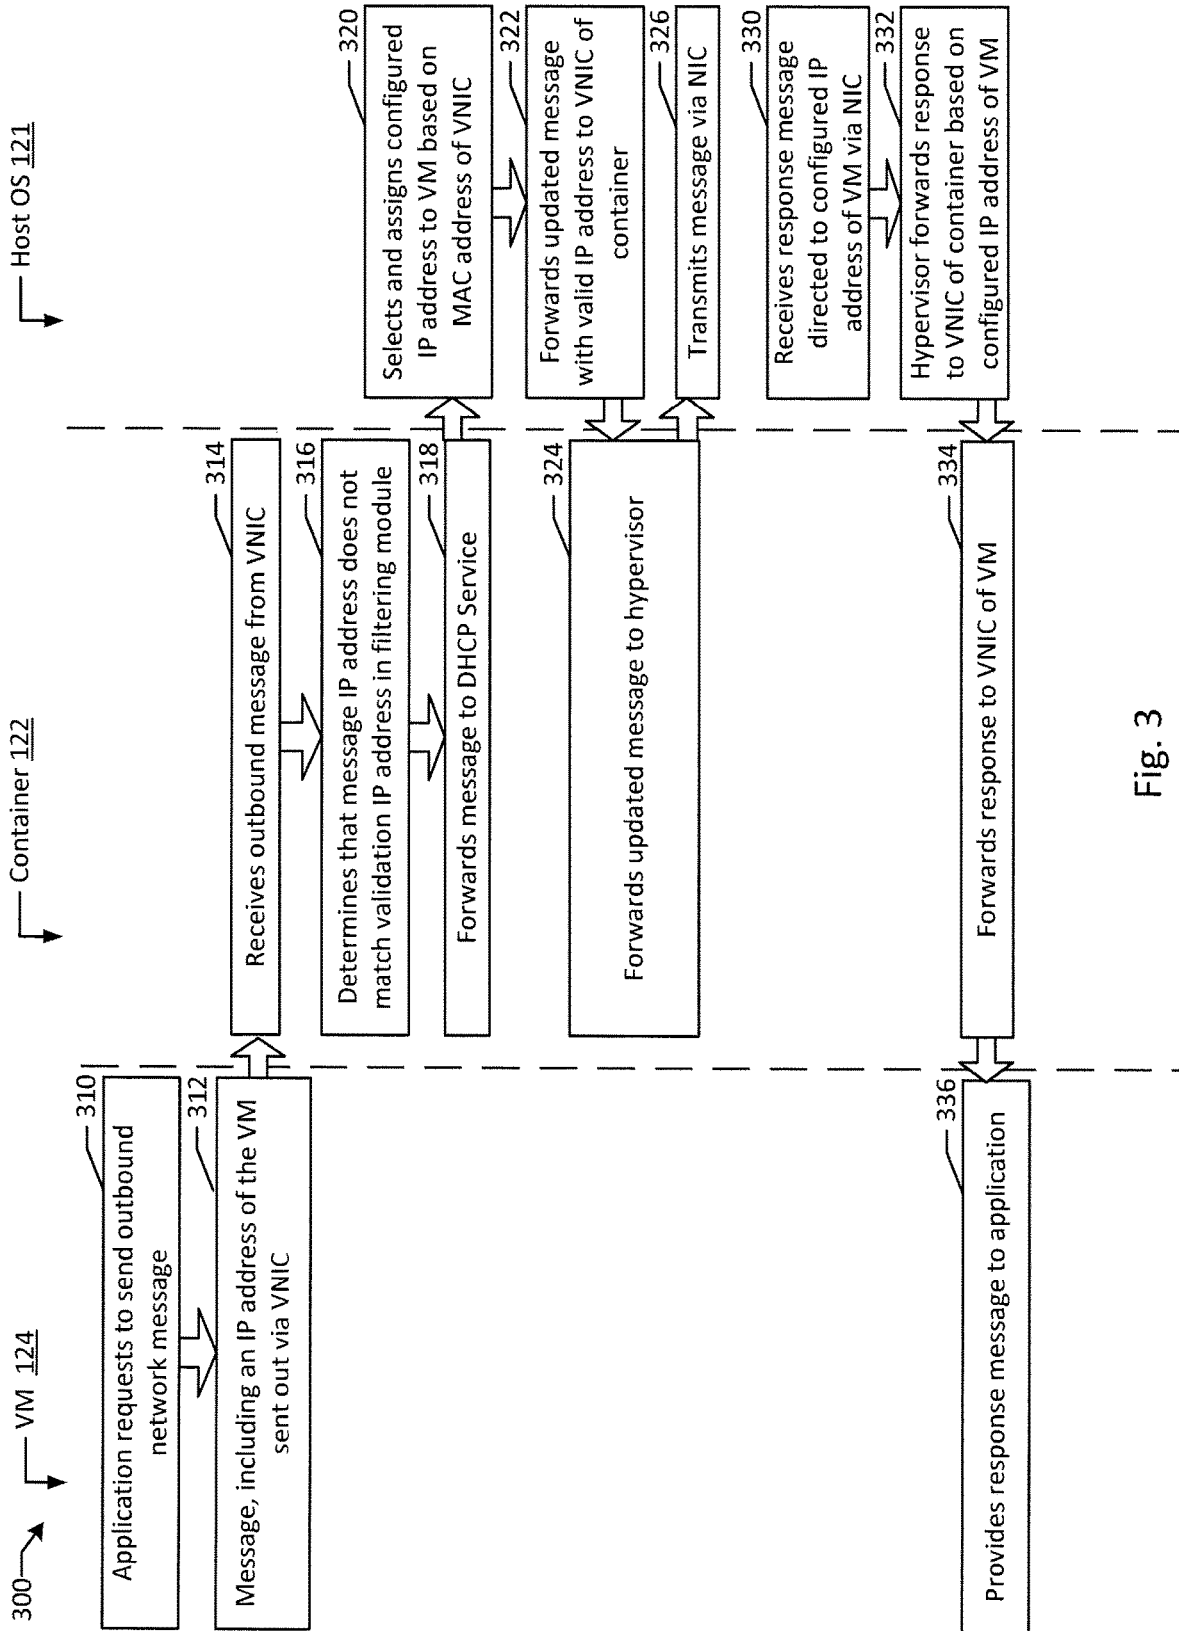 300
VM 124
Container 122
Host OS 121
310
Application requests to send outbound
network message
312
Message, including an IP address of the VM
sent out via VNIC
314
Receives outbound message from VNIC
316
Determines that message IP address does not
match validation IP address in filtering module
318
Forwards message to DHCP Service
320
Selects and assigns configured
IP address to VM based on
MAC address of VNIC
322
Forwards updated message
with valid IP address to VNIC of
container
324
Forwards updated message to hypervisor
326
Transmits message via NIC
330
Receives response message
directed to configured IP
address of VM via NIC
332
Hypervisor forwards response
to VNIC of container based on
configured IP address of VM
334
Forwards response to VNIC of VM
336
Provides response message to application
Fig. 3